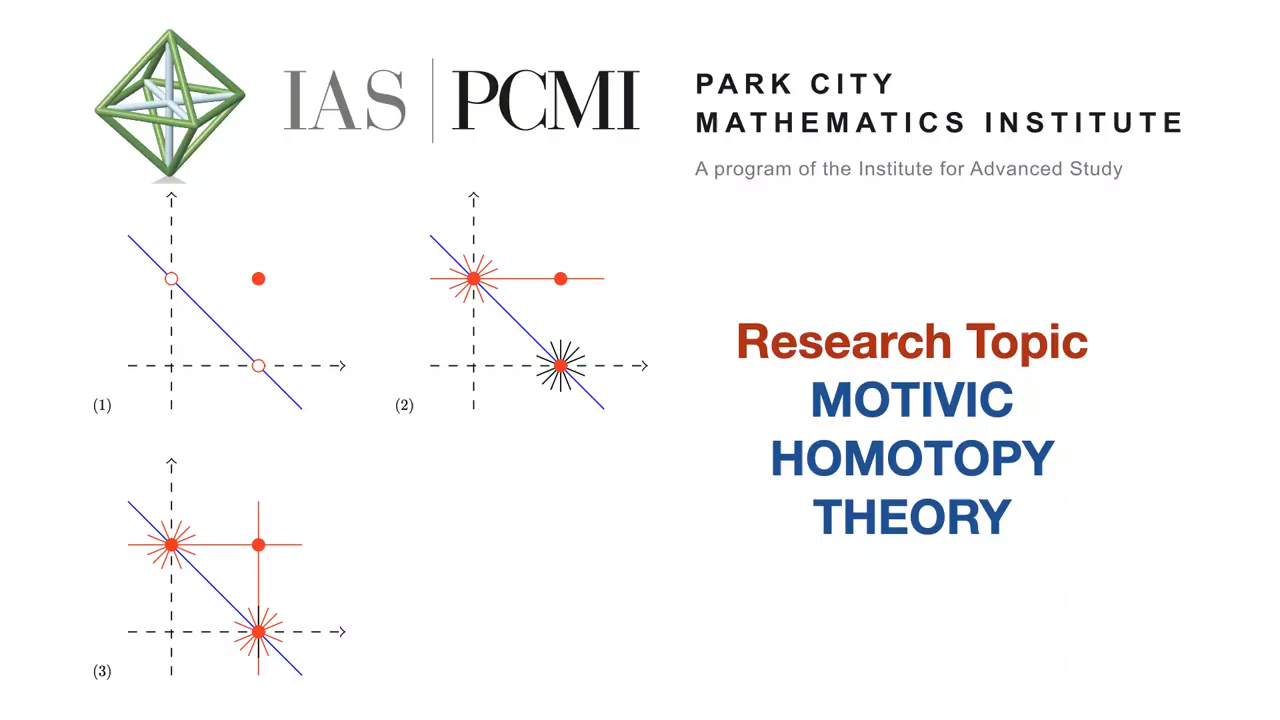 IAS | PCMI
PARK CITY
MATHEMATICS INSTITUTE
A program of the Institute for Advanced Study
(1)
(2)
(3)
Research Topic
MOTIVIC
HOMOTOPY
THEORY